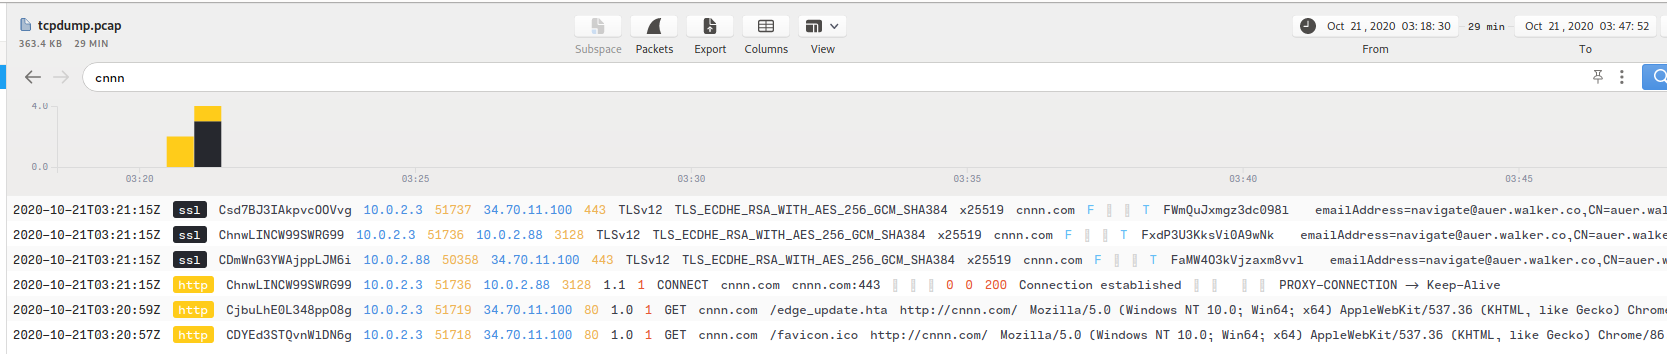 tcpdump.pcap
363.4 KB 29 MIN
Subspace Packets Export Columns View
Oct 21, 2020 03:18:30 29 min Oct 21, 2020 03:47:52
From To
cnnn
4.0
0.0
03:20 03:25 03:30 03:35 03:40 03:45
2020-10-21T03:21:15Z ssl Csd7BJ3IAkpvcOOVvg 10.0.2.3 51737 34.70.11.100 443 TLSv12 TLS_ECDHE_RSA_WITH_AES_256_GCM_SHA384 x25519 cnnn.com F T FWmQuJxmgz3dc098l emailAddress=navigate@auer.walker.co,CN=auer.walk
2020-10-21T03:21:15Z ssl ChnwLINCW99SWRG99 10.0.2.3 51736 10.0.2.88 3128 TLSv12 TLS_ECDHE_RSA_WITH_AES_256_GCM_SHA384 x25519 cnnn.com F T FxdP3U3KksVi0A9wNk emailAddress=navigate@auer.walker.co,CN=auer.wa
2020-10-21T03:21:15Z ssl CDmWnG3YWAjppLJM6i 10.0.2.88 50358 34.70.11.100 443 TLSv12 TLS_ECDHE_RSA_WITH_AES_256_GCM_SHA384 x25519 cnnn.com F T FaMW4O3kVjzaxm8vvl emailAddress=navigate@auer.walker.co,CN=auer.
2020-10-21T03:21:15Z http ChnwLINCW99SWRG99 10.0.2.3 51736 10.0.2.88 3128 1.1 1 CONNECT cnnn.com cnnn.com:443 0 0 200 Connection established PROXY-CONNECTION → Keep-Alive
2020-10-21T03:20:59Z http CjbuLhE0L348ppO8g 10.0.2.3 51719 34.70.11.100 80 1.0 1 GET cnnn.com /edge_update.hta http://cnnn.com/ Mozilla/5.0 (Windows NT 10.0; Win64; x64) AppleWebKit/537.36 (KHTML, like Gecko) Chrome
2020-10-21T03:20:57Z http CDYEd3STQvnWlDN6g 10.0.2.3 51718 34.70.11.100 80 1.0 1 GET cnnn.com /favicon.ico http://cnnn.com/ Mozilla/5.0 (Windows NT 10.0; Win64; x64) AppleWebKit/537.36 (KHTML, like Gecko) Chrome/86